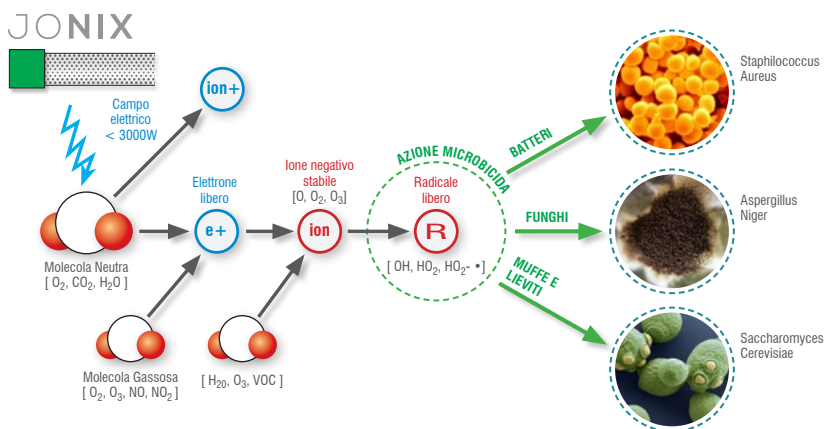 JONIX
Campo
elettrico
< 3000W
ion+
Molecola Neutra
[ O₂, CO₂, H₂O ]
Elettrone
libero
e+
Ione negativo
stabile
[O, O₂, O₃]
ion
AZIONE MICROBICIDA
Radicale
libero
R
[ OH, HO₂, HO₂- •]
Molecola Gassosa
[ O₂, O₃, NO, NO₂ ]
[ H₂₀, O₃, VOC ]
BATTERI
Staphilococcus
Aureus
FUNGHI
Aspergillus
Niger
MUFFE E
LIEVITI
Saccharomyces
Cerevisiae